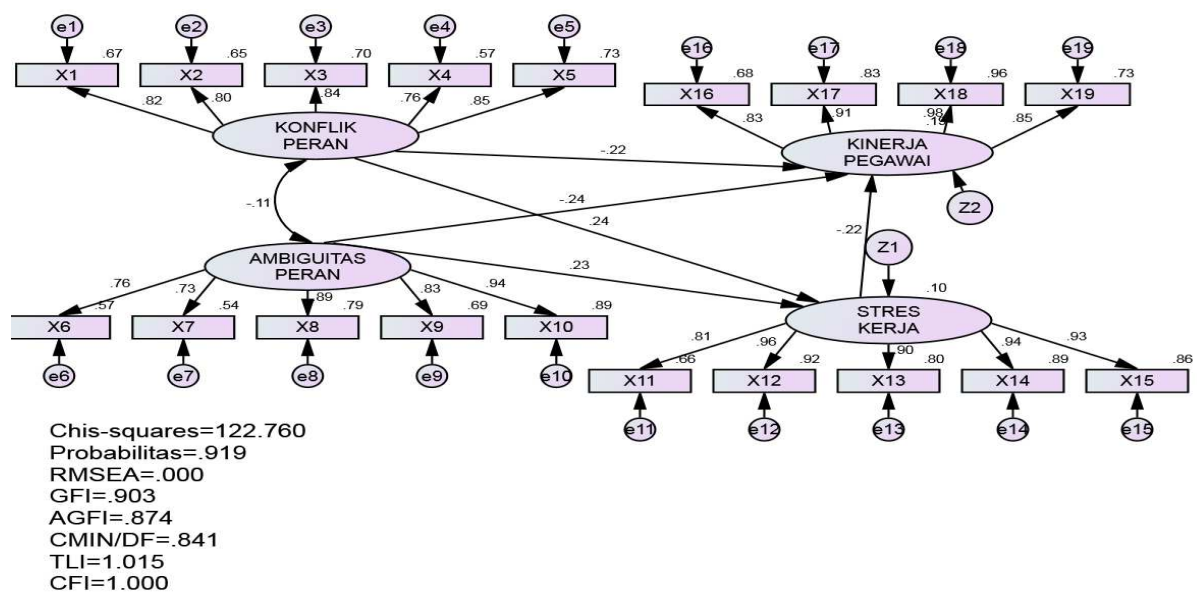 e1 e2 e3 e4 e5
.67 .65 .70 .57 .73
X1 X2 X3 X4 X5
.82 .80 .84 .76 .85
KONFLIK
PERAN
e16 e17 e18 e19
.68 .83 .96 .73
X16 X17 X18 X19
.83 .91 .98 .85
KINERJA
PEGAWAI
Z2
-.22
-.24
.24
-.11
-.22
.23
Z1
AMBIGUITAS
PERAN
.76 .73 .89 .83 .94
.57 .54 .79 .69 .89
X6 X7 X8 X9 X10
e6 e7 e8 e9 e10
.10
STRES
KERJA
.81 .96 .90 .94 .93
.66 .92 .80 .89 .86
X11 X12 X13 X14 X15
e11 e12 e13 e14 e15
Chis-squares=122.760
Probabilitas=.919
RMSEA=.000
GFI=.903
AGFI=.874
CMIN/DF=.841
TLI=1.015
CFI=1.000